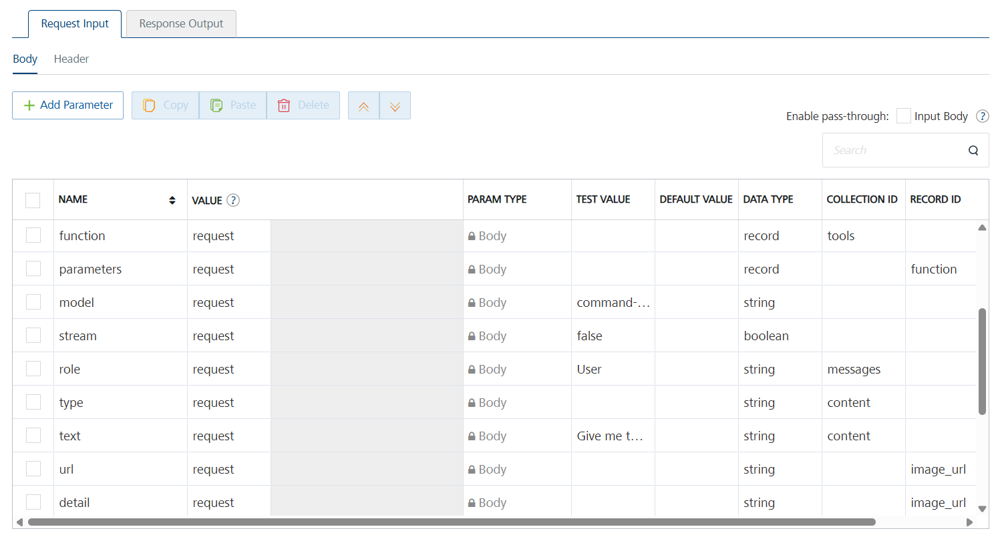 Request Input Response Output
Body Header
Add Parameter Copy Paste Delete
Enable pass-through: Input Body ?
Search
NAME VALUE ? PARAM TYPE TEST VALUE DEFAULT VALUE DATA TYPE COLLECTION ID RECORD ID
function request Body record tools
parameters request Body record function
model request Body command-... string
stream request Body false boolean
role request Body User string messages
type request Body string content
text request Body Give me t... string content
url request Body string image_url
detail request Body string image_url